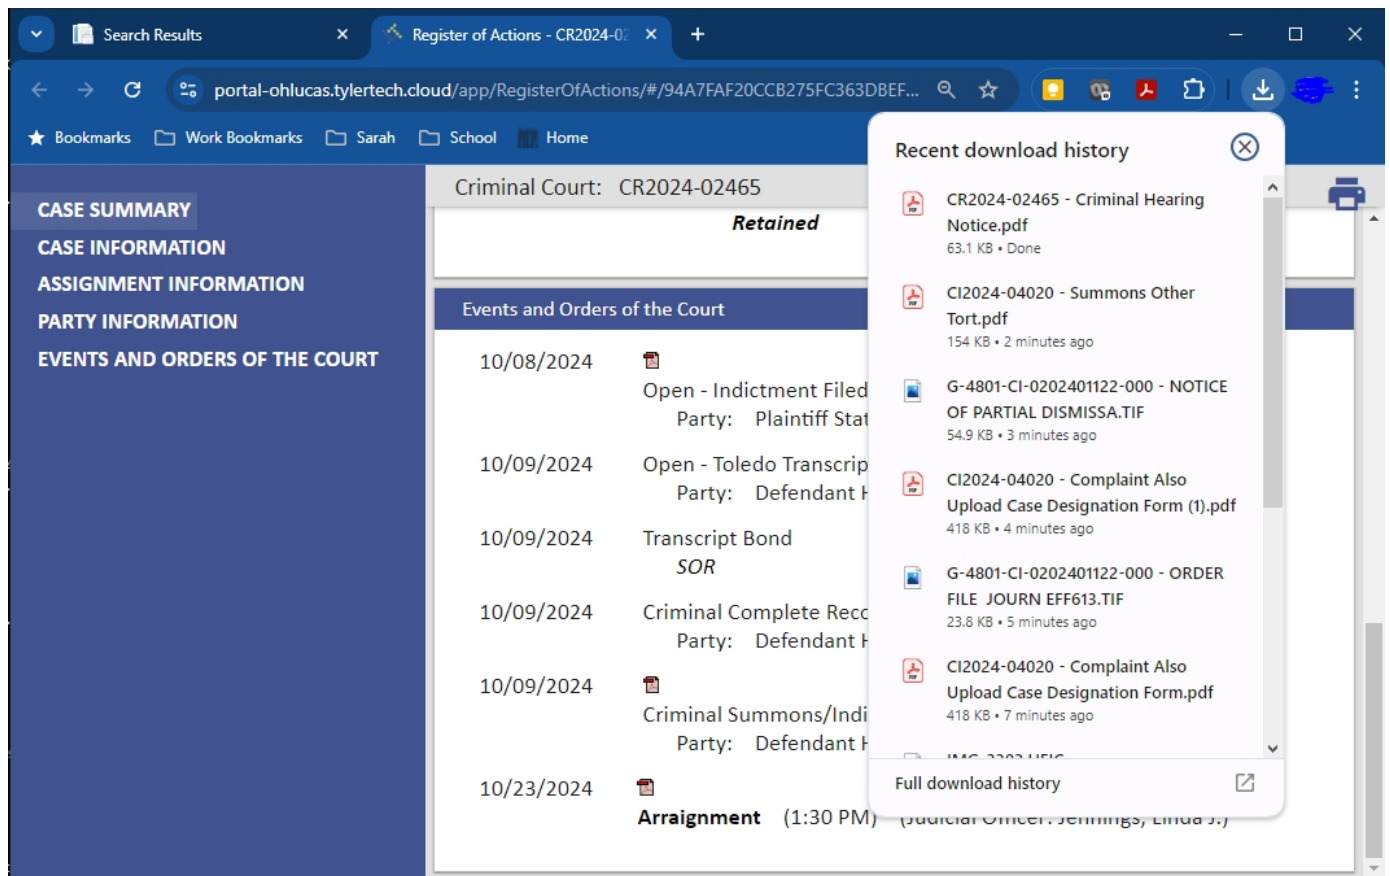 Search Results
Register of Actions - CR2024-02
portal-ohlucas.tylertech.cloud/app/RegisterOfActions/#/94A7FAF20CCB275FC363DBEF...
Bookmarks Work Bookmarks Sarah School Home
CASE SUMMARY
CASE INFORMATION
ASSIGNMENT INFORMATION
PARTY INFORMATION
EVENTS AND ORDERS OF THE COURT
Criminal Court: CR2024-02465
Retained
Events and Orders of the Court
10/08/2024
Open - Indictment Filed
Party: Plaintiff Stat
10/09/2024 Open - Toledo Transcrip
Party: Defendant H
10/09/2024 Transcript Bond
SOR
10/09/2024 Criminal Complete Reco
Party: Defendant H
10/09/2024
Criminal Summons/Indi
Party: Defendant H
10/23/2024
Arraignment (1:30 PM) (Judicial Officer: Jennings, Linda J.)
Recent download history
CR2024-02465 - Criminal Hearing
Notice.pdf
63.1 KB • Done
CI2024-04020 - Summons Other
Tort.pdf
154 KB • 2 minutes ago
G-4801-CI-0202401122-000 - NOTICE
OF PARTIAL DISMISSA.TIF
54.9 KB • 3 minutes ago
CI2024-04020 - Complaint Also
Upload Case Designation Form (1).pdf
418 KB • 4 minutes ago
G-4801-CI-0202401122-000 - ORDER
FILE JOURN EFF613.TIF
23.8 KB • 5 minutes ago
CI2024-04020 - Complaint Also
Upload Case Designation Form.pdf
418 KB • 7 minutes ago
Full download history